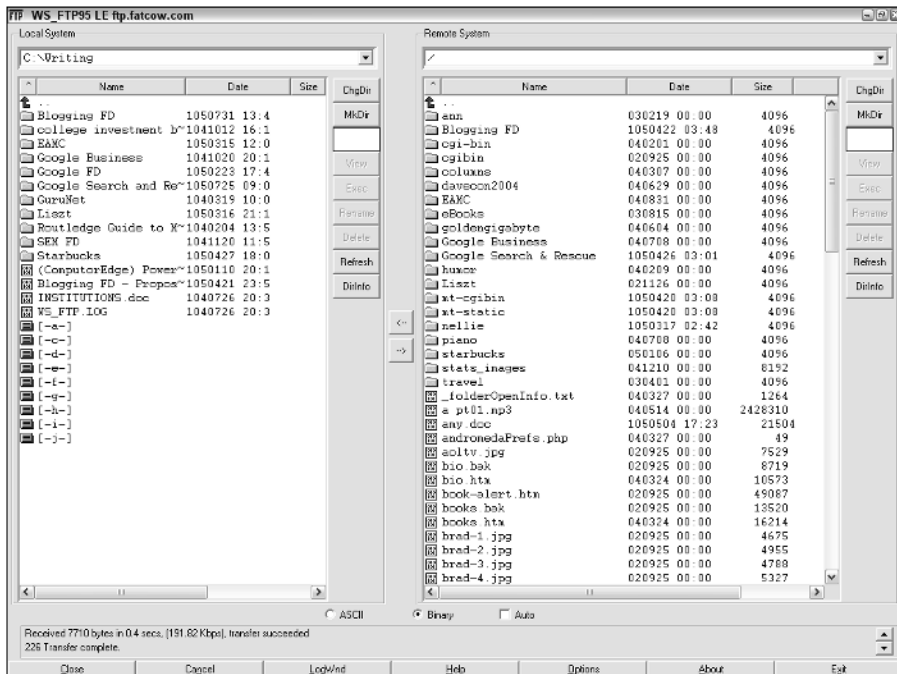 WS_FTP95 LE ftp.fatcow.com
Local System
C:\Writing
^ Name Date Size
..
Blogging FD 1050731 13:4
college investment b~1041012 16:1
EAMC 1050315 12:0
Google Business 1041020 20:1
Google FD 1050223 17:4
Google Search and Re~1050725 09:0
GuruNet 1040319 10:0
Liszt 1050316 21:1
Routledge Guide to M~1040204 13:5
SEM FD 1041120 11:5
Starbucks 1050427 18:0
(ComputorEdge) Power~1050110 20:1
Blogging FD - Propos~1050421 23:5
INSTITUTIONS.doc 1040726 20:3
WS_FTP.LOG 1040726 20:3
[-a-]
[-c-]
[-d-]
[-e-]
[-f-]
[-g-]
[-h-]
[-i-]
[-j-]
ChgDir
MkDir
View
Exec
Rename
Delete
Refresh
DirInfo
<--
-->
Remote System
/
^ Name Date Size
..
ann 030219 00:00 4096
Blogging FD 1050422 03:48 4096
cgi-bin 040201 00:00 4096
cgibin 020925 00:00 4096
columns 040307 00:00 4096
davecon2004 040629 00:00 4096
EAMC 040831 00:00 4096
eBooks 030815 00:00 4096
goldengigabyte 040604 00:00 4096
Google Business 040708 00:00 4096
Google Search & Rescue 1050426 03:01 4096
humor 040209 00:00 4096
Liszt 021126 00:00 4096
mt-cgibin 1050420 03:08 4096
mt-static 1050420 03:08 4096
nellie 1050317 02:42 4096
piano 040708 00:00 4096
starbucks 050106 00:00 4096
stats_images 041210 00:00 8192
travel 030401 00:00 4096
_folderOpenInfo.txt 040327 00:00 1264
a pt01.mp3 040514 00:00 2428310
any.doc 1050504 17:23 21504
andromedaPrefs.php 040327 00:00 49
aoltv.jpg 020925 00:00 7529
bio.bak 020925 00:00 8719
bio.htm 040324 00:00 10573
book-alert.htm 020925 00:00 49087
books.bak 020925 00:00 13520
books.htm 040324 00:00 16214
brad-1.jpg 020925 00:00 4675
brad-2.jpg 020925 00:00 4955
brad-3.jpg 020925 00:00 4788
brad-4.jpg 020925 00:00 5327
ChgDir
MkDir
View
Exec
Rename
Delete
Refresh
DirInfo
ASCII Binary Auto
Received 7710 bytes in 0.4 secs, (191.82 Kbps), transfer succeeded
226 Transfer complete.
Close Cancel LogWnd Help Options About Exit